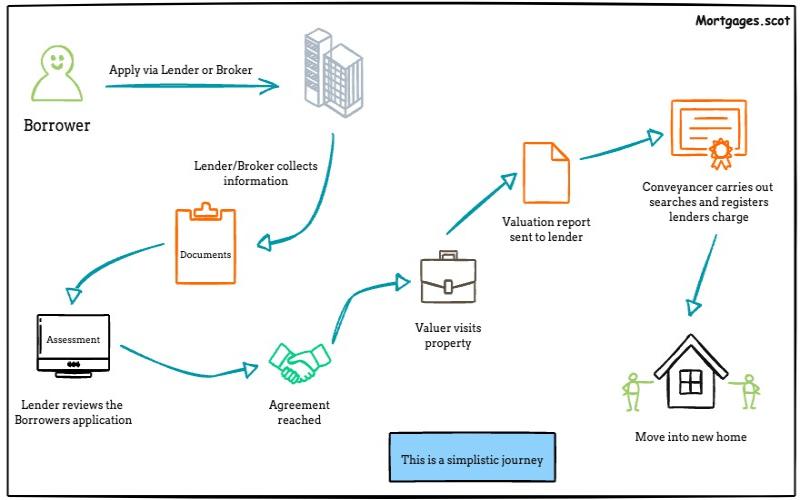 Mortgages.scot
Apply via Lender or Broker
Borrower
Lender/Broker collects
information
Documents
Assessment
Lender reviews the
Borrowers application
Agreement
reached
Valuer visits
property
Valuation report
sent to lender
Conveyancer carries out
searches and registers
lenders charge
Move into new home
This is a simplistic journey